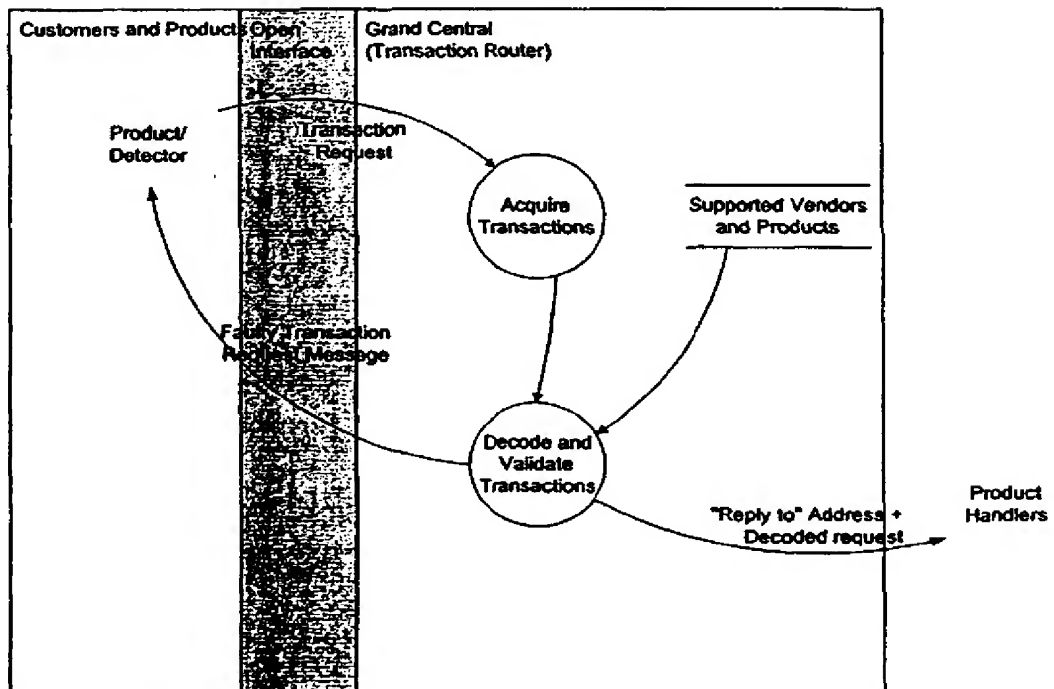 Customers and Products
Open
Interface
Grand Central
(Transaction Router)
Product/
Detector
Transaction
Request
Acquire
Transactions
Supported Vendors
and Products
Faulty Transaction
Request Message
Decode and
Validate
Transactions
"Reply to" Address +
Decoded request
Product
Handlers